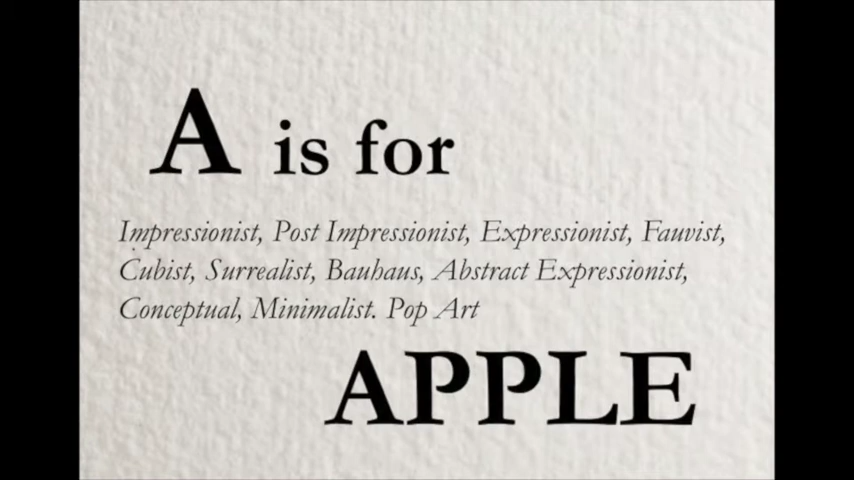 A is for
Impressionist, Post Impressionist, Expressionist, Fauvist,
Cubist, Surrealist, Bauhaus, Abstract Expressionist,
Conceptual, Minimalist. Pop Art
APPLE